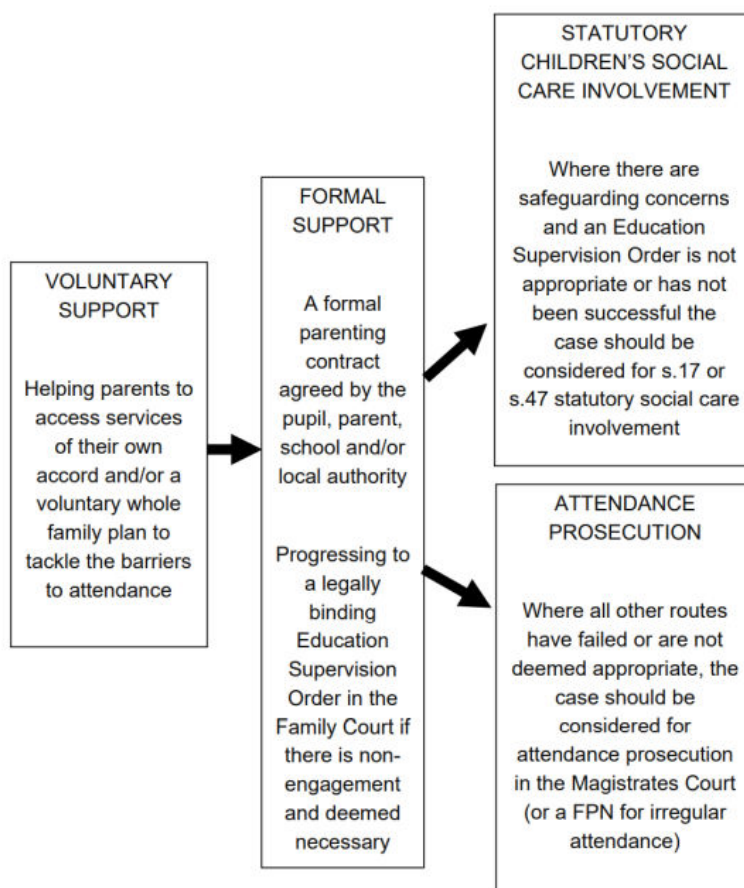 VOLUNTARY
SUPPORT
Helping parents to
access services
of their own
accord and/or a
voluntary whole
family plan to
tackle the barriers
to attendance
FORMAL
SUPPORT
A formal
parenting
contract
agreed by the
pupil, parent,
school and/or
local authority
Progressing to
a legally
binding
Education
Supervision
Order in the
Family Court if
there is non-
engagement
and deemed
necessary
STATUTORY
CHILDREN'S SOCIAL
CARE INVOLVEMENT
Where there are
safeguarding concerns
and an Education
Supervision Order is not
appropriate or has not
been successful the
case should be
considered for s.17 or
s.47 statutory social care
involvement
ATTENDANCE
PROSECUTION
Where all other routes
have failed or are not
deemed appropriate, the
case should be
considered for
attendance prosecution
in the Magistrates Court
(or a FPN for irregular
attendance)